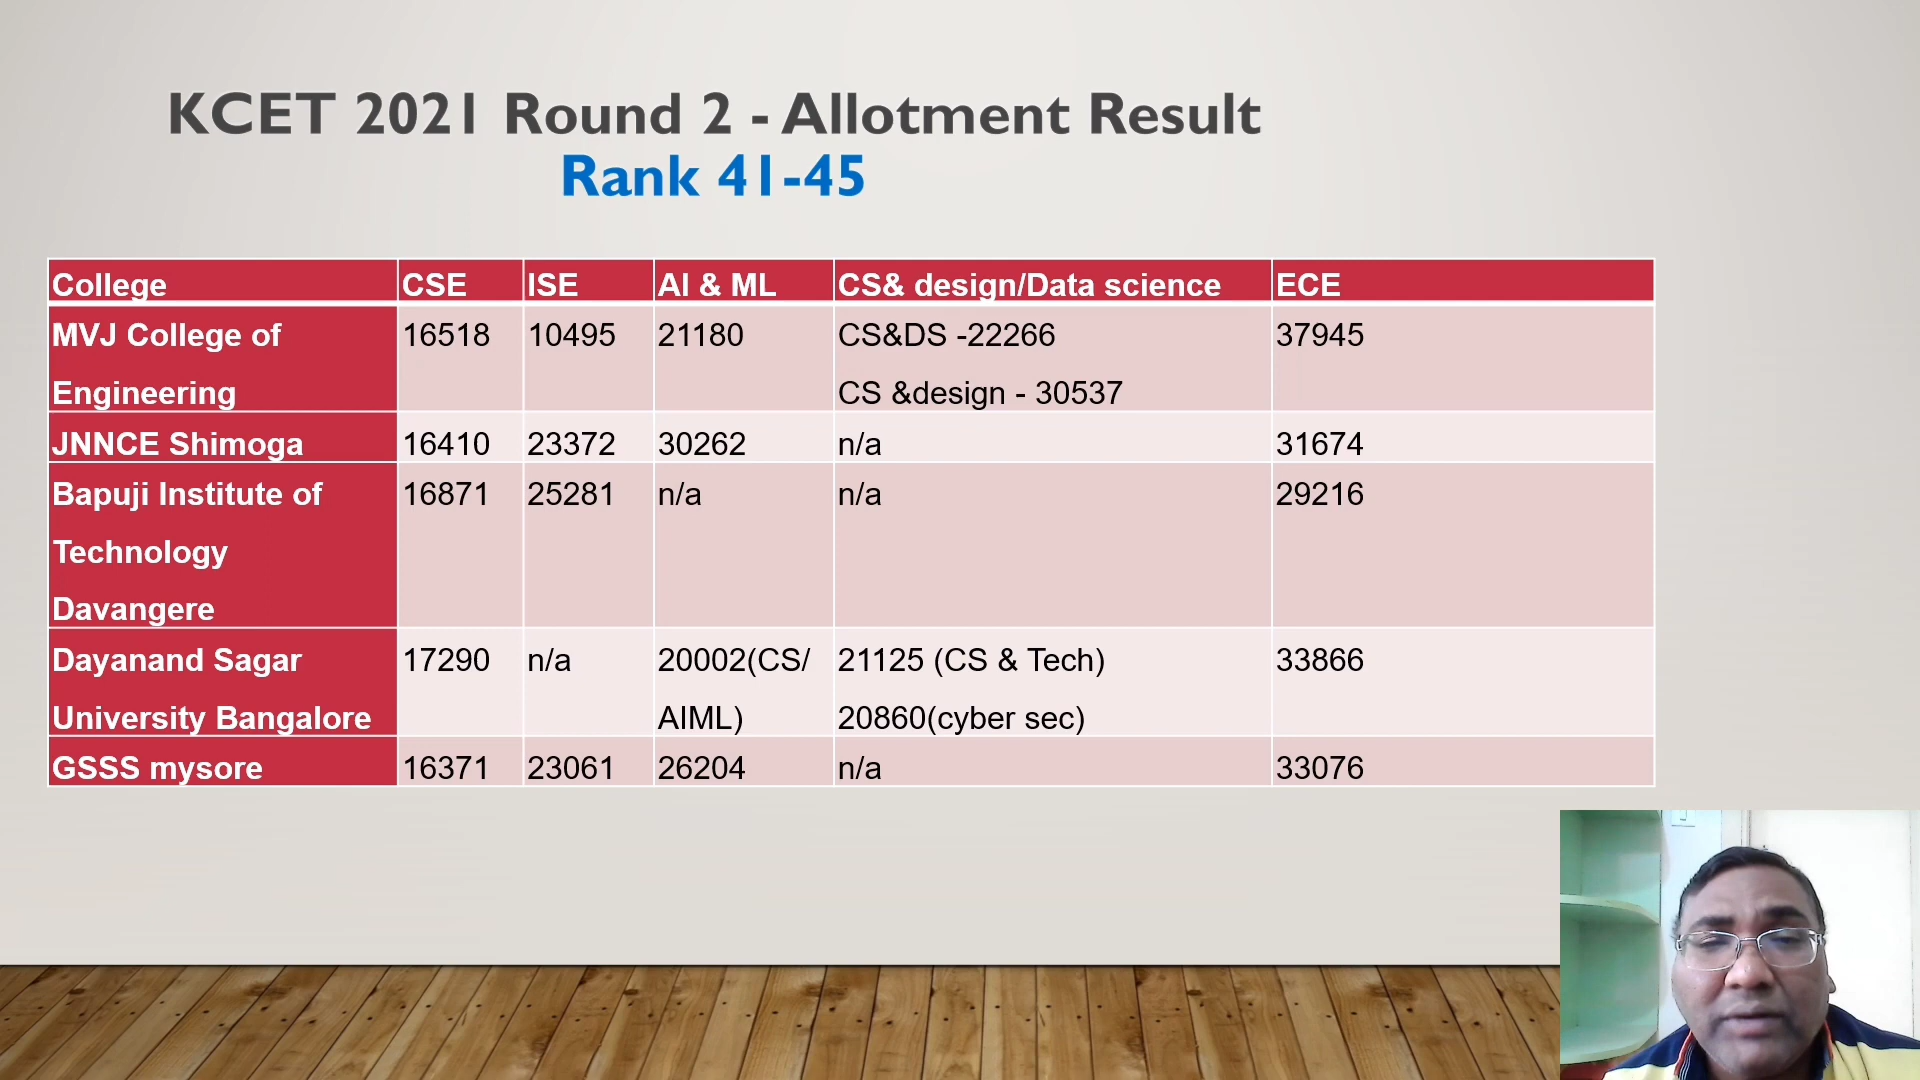 KCET 2021 Round 2 - Allotment Result
Rank 41-45
College CSE ISE AI & ML CS& design/Data science ECE
MVJ College of 16518 10495 21180 CS&DS -22266 37945
Engineering CS &design - 30537
JNNCE Shimoga 16410 23372 30262 n/a 31674
Bapuji Institute of 16871 25281 n/a n/a 29216
Technology
Davangere
Dayanand Sagar 17290 n/a 20002(CS/ 21125 (CS & Tech) 33866
University Bangalore AIML) 20860(cyber sec)
GSSS mysore 16371 23061 26204 n/a 33076